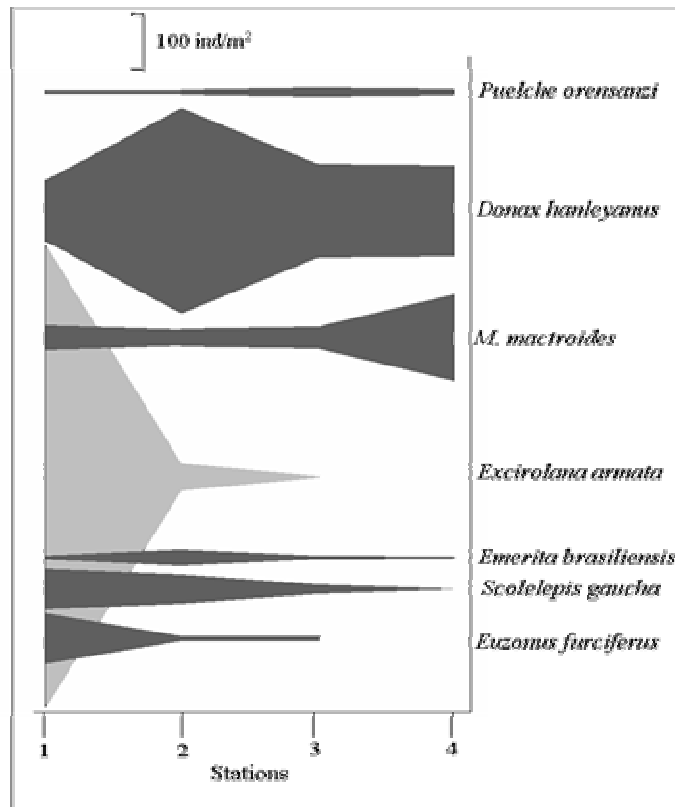 100 ind/m²
Puelche orensanzi
Donax hanleyanus
M. mactroides
Excirolana armata
Emerita brasiliensis
Scolelepis gaucha
Euzonus furciferus
1 2 3 4
Stations